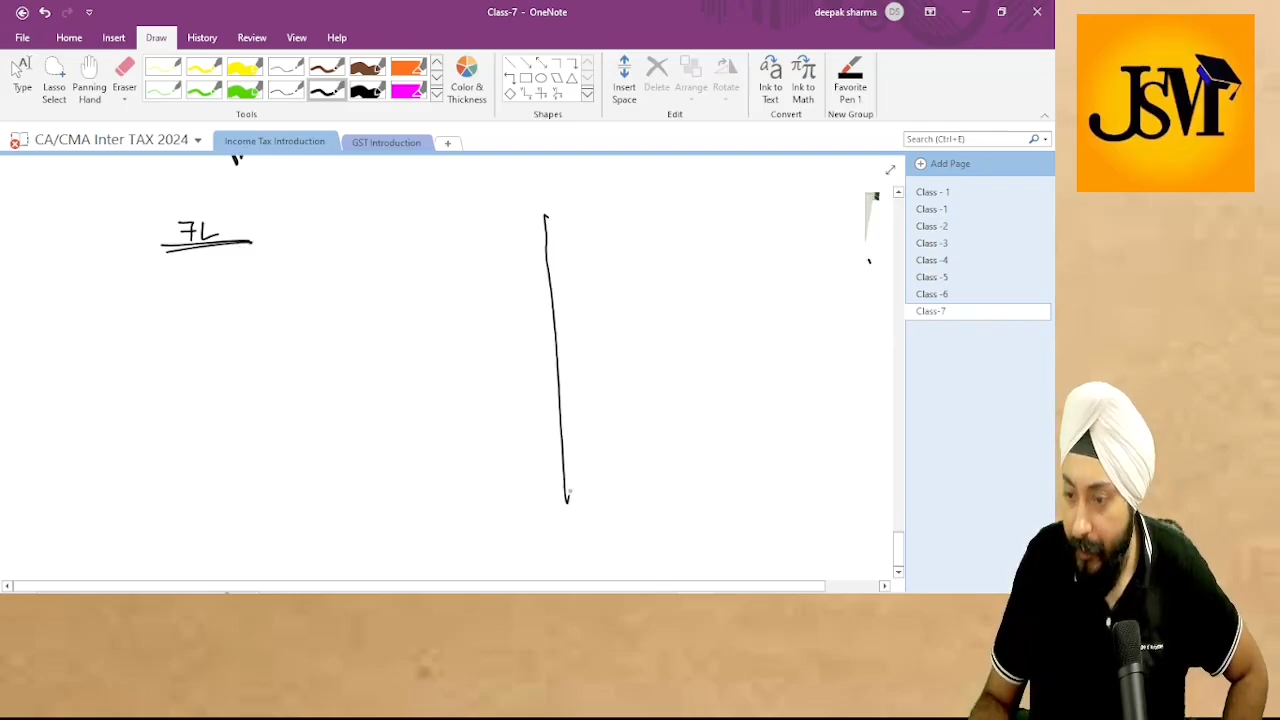 Class-7 - OneNote
deepak sharma
DS
File
Home
Insert
Draw
History
Review
View
Help
Type
Lasso Select
Panning Hand
Eraser
Color & Thickness
Insert Space
Delete
Arrange
Rotate
Ink to Text
Ink to Math
Favorite Pen 1
Tools
Shapes
Edit
Convert
New Group
CA/CMA Inter TAX 2024
Income Tax Introduction
GST Introduction
Search (Ctrl+E)
Add Page
Class - 1
Class -1
Class -2
Class -3
Class -4
Class -5
Class -6
Class-7
7L
JSM